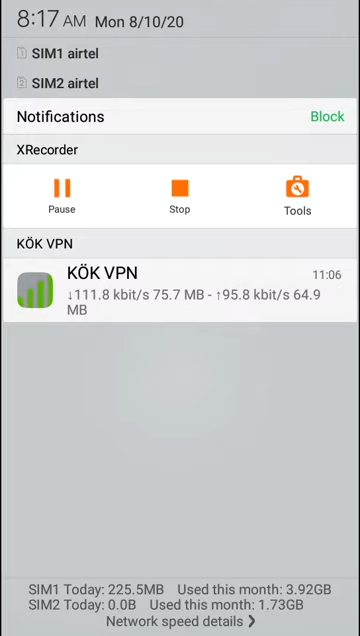 8:17 AM Mon 8/10/20
1 SIM1 airtel
2 SIM2 airtel
Notifications Block
XRecorder
Pause Stop Tools
KÖK VPN
KÖK VPN 11:06
↓111.8 kbit/s 75.7 MB - ↑95.8 kbit/s 64.9
MB
SIM1 Today: 225.5MB Used this month: 3.92GB
SIM2 Today: 0.0B Used this month: 1.73GB
Network speed details ❯